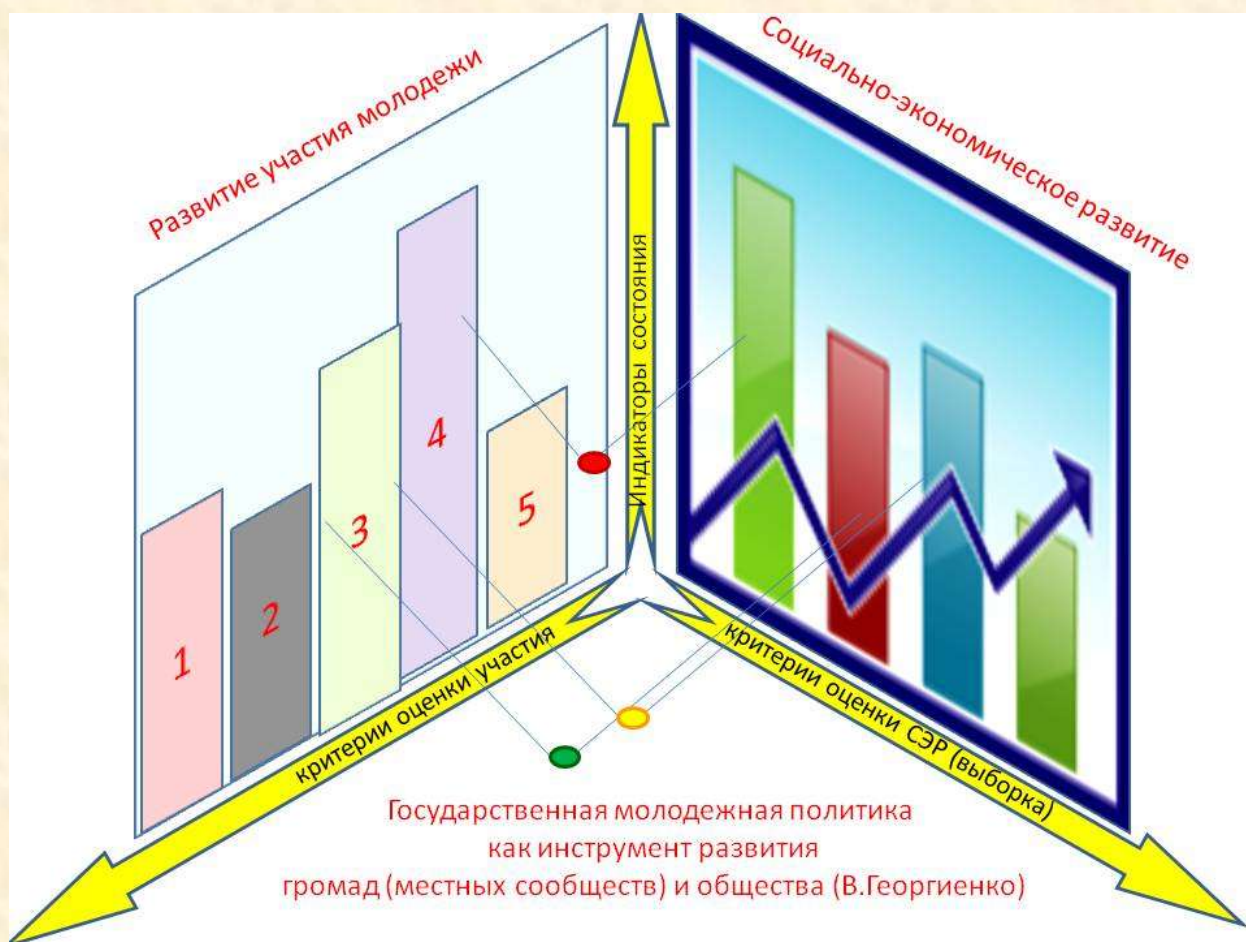 Развитие участия молодежи
Социально-экономическое развитие
Индикаторы состояния
1
2
3
4
5
критерии оценки участия
критерии оценки СЭР (выборка)
Государственная молодежная политика
как инструмент развития
громад (местных сообществ) и общества (В.Георгиенко)